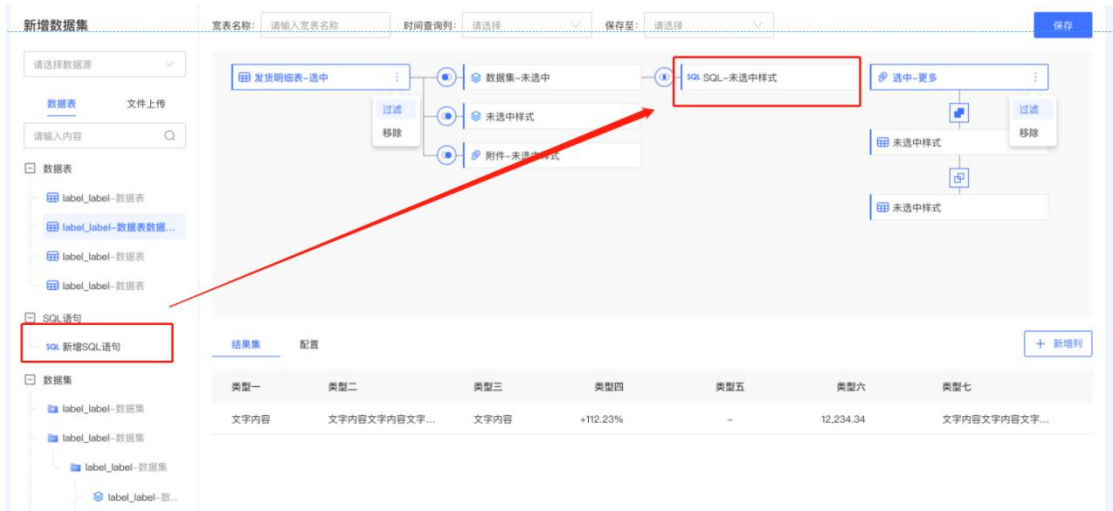 新增数据集
宽表名称: 请输入宽表名称 时间查询列: 请选择 保存至: 请选择 保存
请选择数据源
数据表 文件上传
请输入内容
数据表
label_label-数据表
label_label-数据表数据...
label_label-数据表
label_label-数据表
SQL语句
SQL 新增SQL语句
数据集
label_label-数据集
label_label-数据集
label_label-数据集
label_label-数...
发货明细表-选中
过滤
移除
数据集-未选中
未选中样式
附件-未选中样式
SQL SQL-未选中样式
选中-更多
过滤
移除
未选中样式
未选中样式
结果集 配置 + 新增列
类型一 类型二 类型三 类型四 类型五 类型六 类型七
文字内容 文字内容文字内容文字... 文字内容 +112.23% - 12,234.34 文字内容文字内容文字...